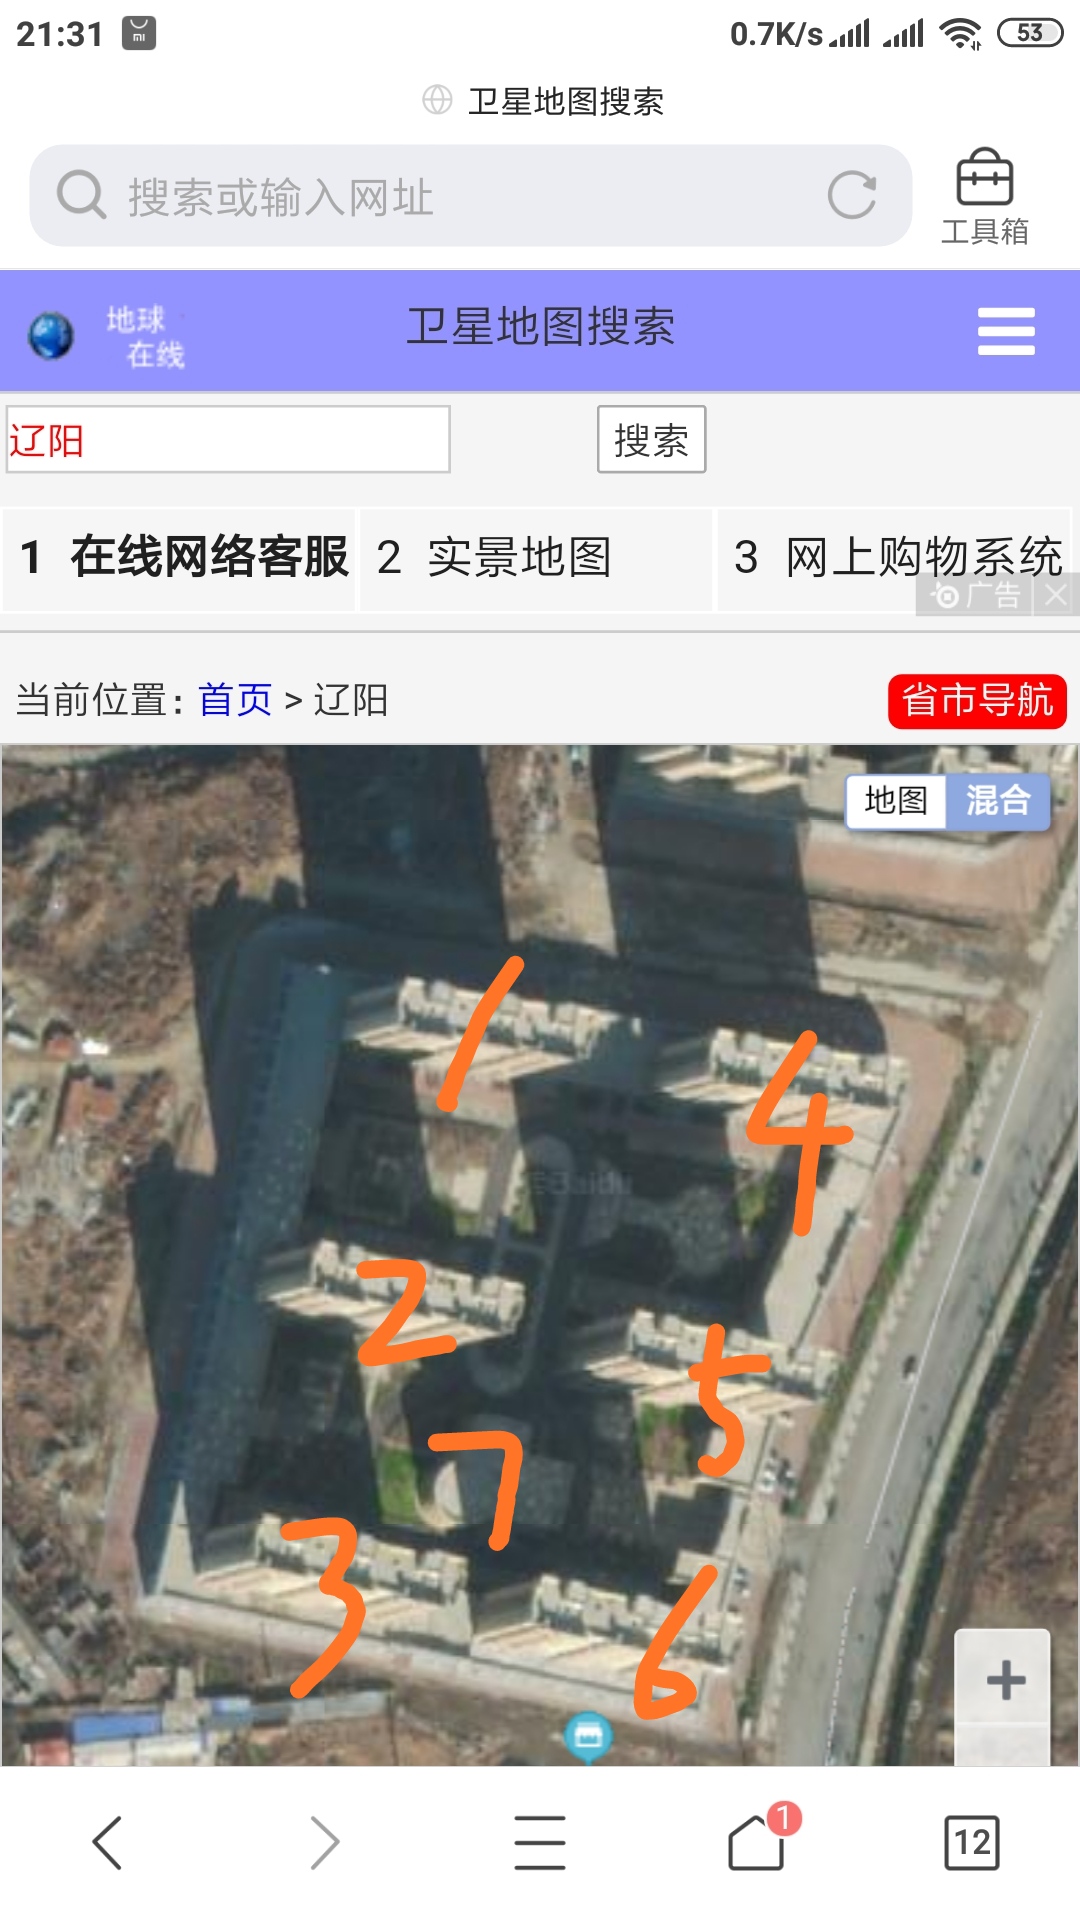 21:31
0.7K/s
53
卫星地图搜索
搜索或输入网址
工具箱
地球
在线
卫星地图搜索
辽阳
搜索
1 在线网络客服
2 实景地图
3 网上购物系统
广告
当前位置: 首页 > 辽阳
省市导航
地图
混合
1
4
Baidu
2
5
7
3
6
+
1
12